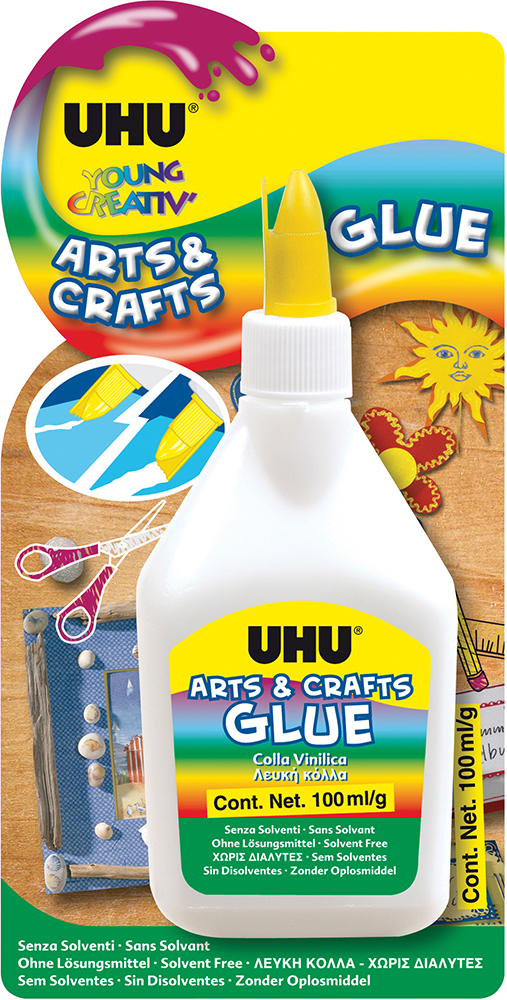 UHU®
YOUNG
CREATIV'
ARTS &
CRAFTS
GLUE
UHU®
ARTS & CRAFTS
GLUE
Colla Vinilica
Λευκή κόλλα
Cont. Net. 100 ml/g
Senza Solventi · Sans Solvant
Ohne Lösungsmittel · Solvent Free
ΧΩΡΙΣ ΔΙΑΛΥΤΕΣ · Sem Solventes
Sin Disolventes · Zonder Oplosmiddel
Cont. Net. 100 ml/g
Senza Solventi · Sans Solvant
Ohne Lösungsmittel · Solvent Free · ΛΕΥΚΗ ΚΟΛΛΑ - ΧΩΡΙΣ ΔΙΑΛΥΤΕΣ
Sem Solventes · Sin Disolventes · Zonder Oplosmiddel